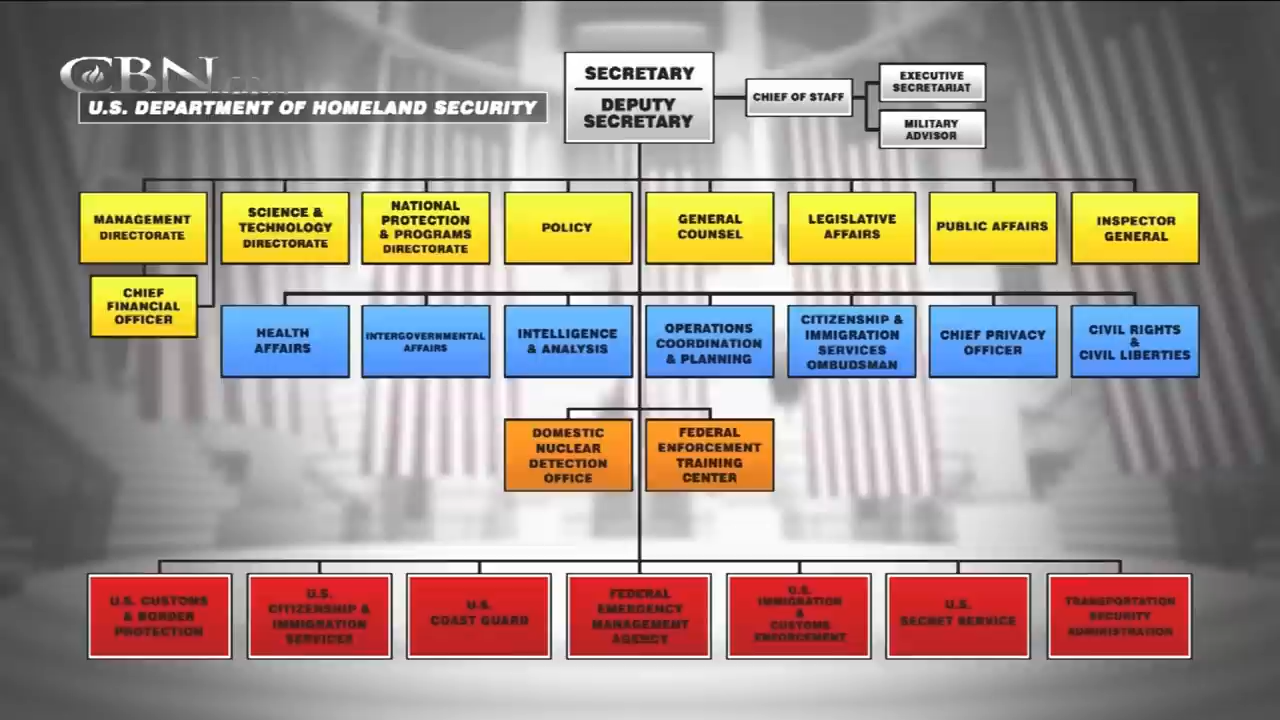 CBN.com
U.S. DEPARTMENT OF HOMELAND SECURITY
SECRETARY
DEPUTY
SECRETARY
CHIEF OF STAFF
EXECUTIVE
SECRETARIAT
MILITARY
ADVISOR
MANAGEMENT
DIRECTORATE
SCIENCE &
TECHNOLOGY
DIRECTORATE
NATIONAL
PROTECTION
& PROGRAMS
DIRECTORATE
POLICY
GENERAL
COUNSEL
LEGISLATIVE
AFFAIRS
PUBLIC AFFAIRS
INSPECTOR
GENERAL
CHIEF
FINANCIAL
OFFICER
HEALTH
AFFAIRS
INTERGOVERNMENTAL
AFFAIRS
INTELLIGENCE
& ANALYSIS
OPERATIONS
COORDINATION
& PLANNING
CITIZENSHIP &
IMMIGRATION
SERVICES
OMBUDSMAN
CHIEF PRIVACY
OFFICER
CIVIL RIGHTS
&
CIVIL LIBERTIES
DOMESTIC
NUCLEAR
DETECTION
OFFICE
FEDERAL
ENFORCEMENT
TRAINING
CENTER
U.S. CUSTOMS
& BORDER
PROTECTION
U.S.
CITIZENSHIP &
IMMIGRATION
SERVICES
U.S.
COAST GUARD
FEDERAL
EMERGENCY
MANAGEMENT
AGENCY
U.S.
IMMIGRATION
&
CUSTOMS
ENFORCEMENT
U.S.
SECRET SERVICE
TRANSPORTATION
SECURITY
ADMINISTRATION